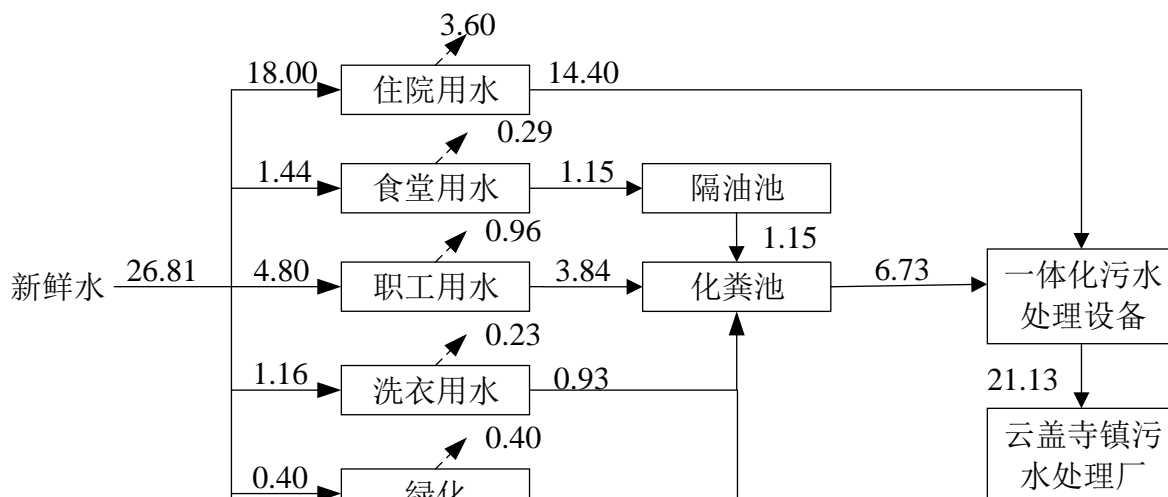 3.60
18.00
住院用水
14.40
0.29
1.44
食堂用水
1.15
隔油池
0.96
1.15
新鲜水
26.81
4.80
职工用水
3.84
化粪池
6.73
一体化污水
处理设备
0.23
1.16
洗衣用水
0.93
21.13
0.40
云盖寺镇污
水处理厂
0.40
绿化